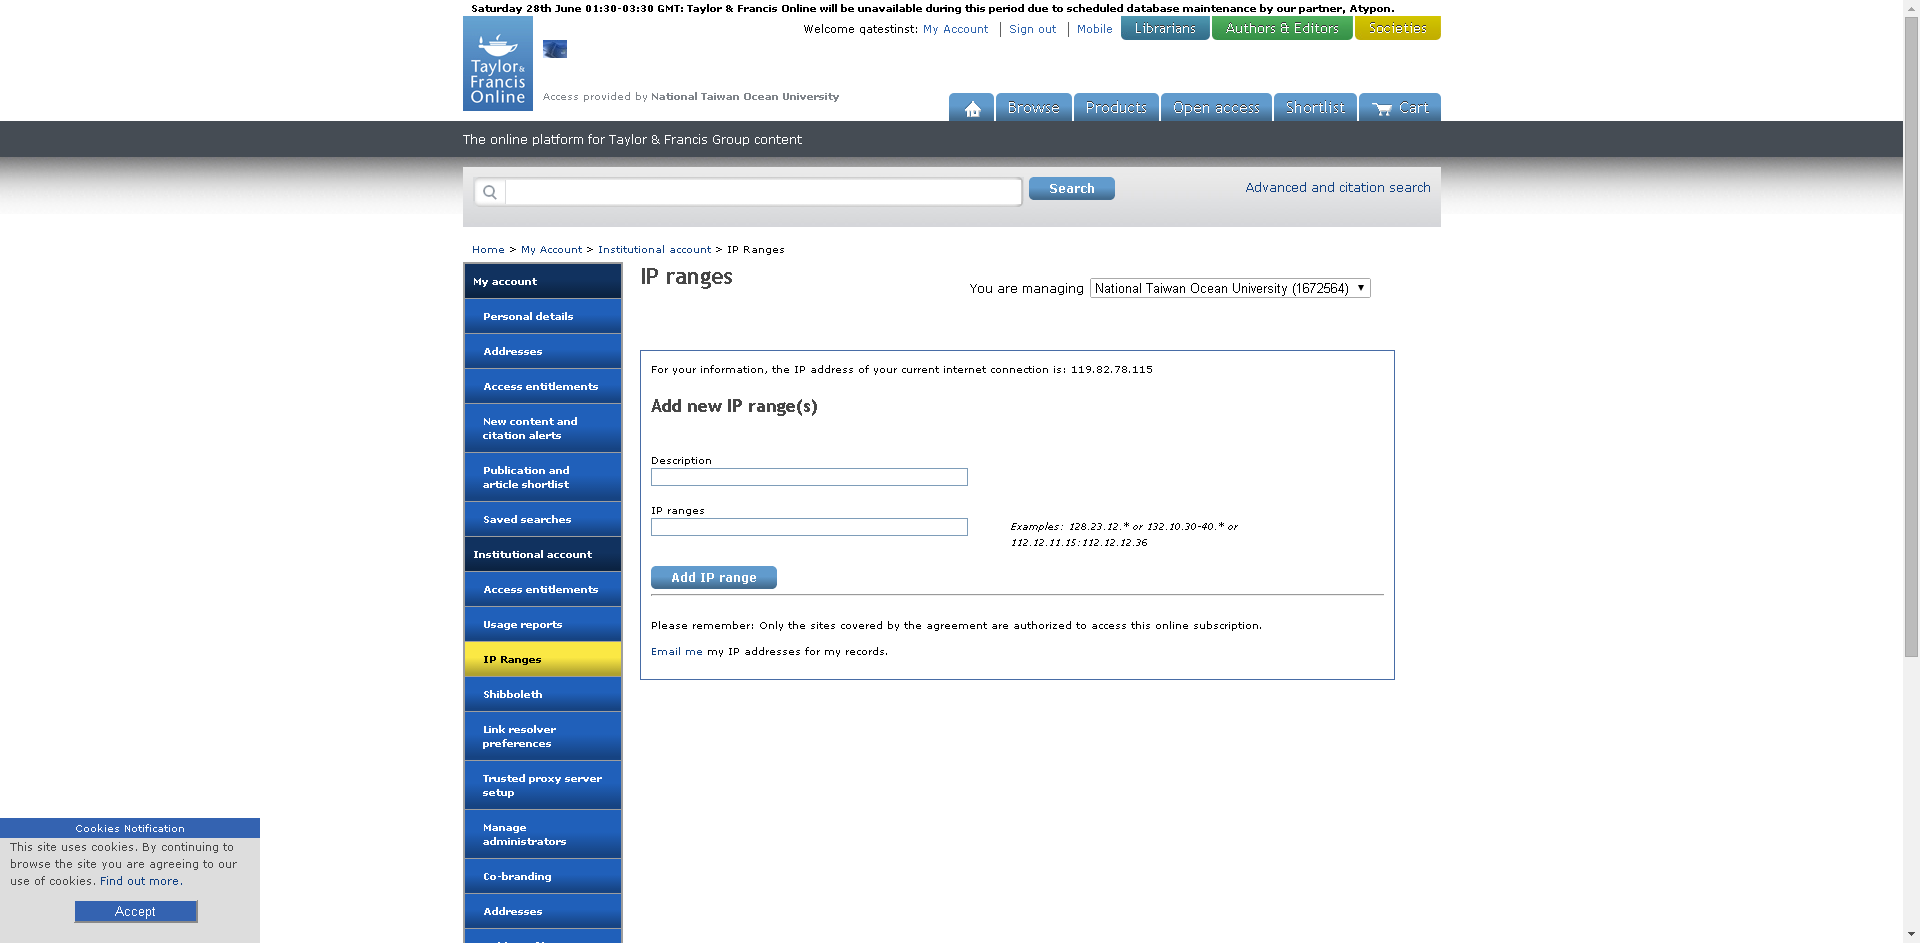 Saturday 28th June 01:30-03:30 GMT: Taylor & Francis Online will be unavailable during this period due to scheduled database maintenance by our partner, Atypon.
Welcome qatestinst: My Account | Sign out | Mobile Librarians Authors & Editors Societies
Taylor &
Francis
Online
Access provided by National Taiwan Ocean University
Browse Products Open access Shortlist Cart
The online platform for Taylor & Francis Group content
Search Advanced and citation search
Home > My Account > Institutional account > IP Ranges
My account
Personal details
Addresses
Access entitlements
New content and
citation alerts
Publication and
article shortlist
Saved searches
Institutional account
Access entitlements
Usage reports
IP Ranges
Shibboleth
Link resolver
preferences
Trusted proxy server
setup
Manage
administrators
Co-branding
Addresses
IP ranges
You are managing National Taiwan Ocean University (1672564)
For your information, the IP address of your current internet connection is: 119.82.78.115
Add new IP range(s)
Description
IP ranges
Examples: 128.23.12.* or 132.10.30-40.* or
112.12.11.15:112.12.12.36
Add IP range
Please remember: Only the sites covered by the agreement are authorized to access this online subscription.
Email me my IP addresses for my records.
Cookies Notification
This site uses cookies. By continuing to
browse the site you are agreeing to our
use of cookies. Find out more.
Accept